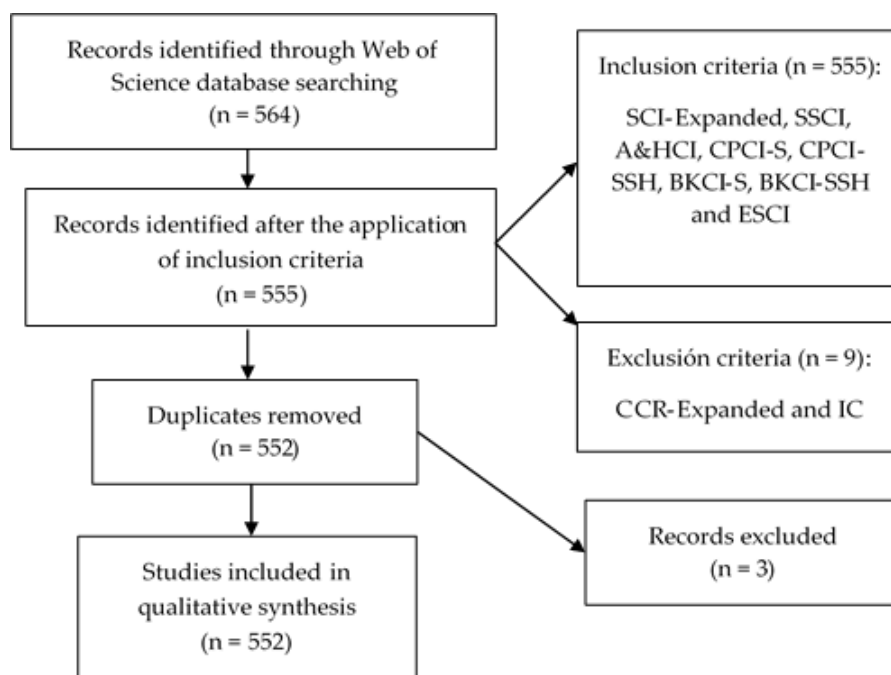 Records identified through Web of
Science database searching
(n = 564)
Records identified after the application
of inclusion criteria
(n = 555)
Duplicates removed
(n = 552)
Studies included in
qualitative synthesis
(n = 552)
Inclusion criteria (n = 555):
SCI-Expanded, SSCI,
A&HCI, CPCI-S, CPCI-
SSH, BKCI-S, BKCI-SSH
and ESCI
Exclusión criteria (n = 9):
CCR-Expanded and IC
Records excluded
(n = 3)